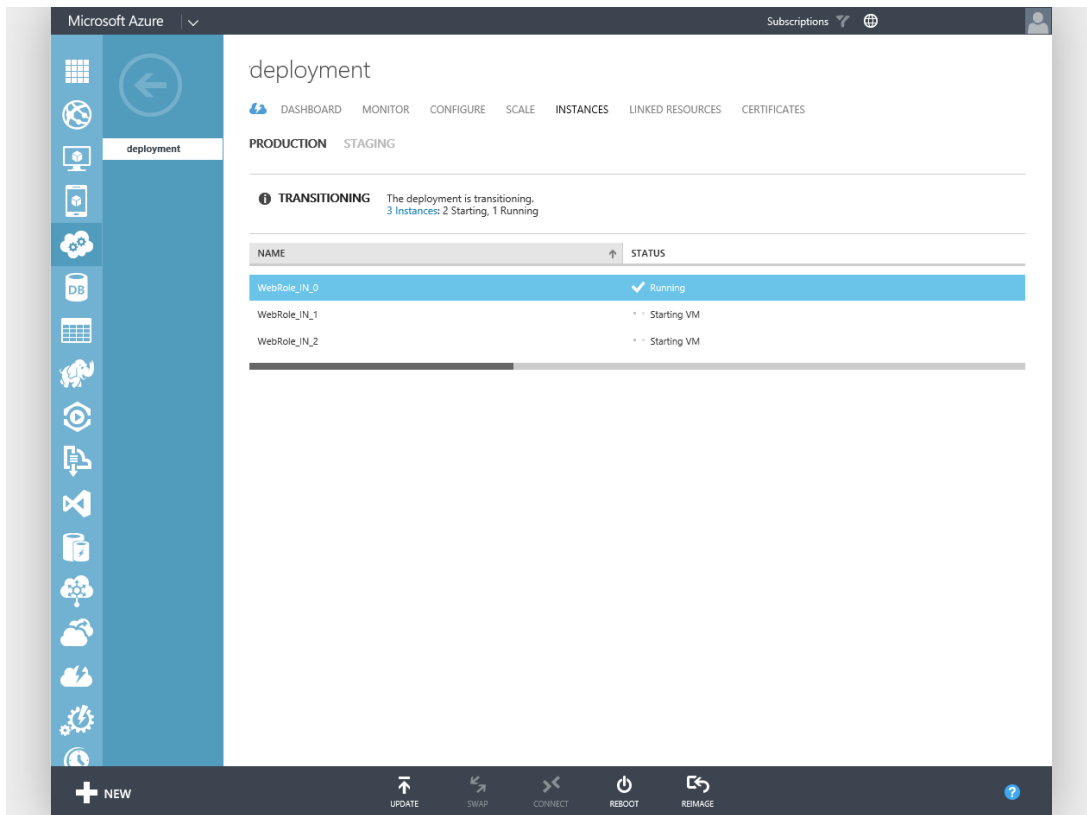 Microsoft Azure
Subscriptions
deployment
deployment
DASHBOARD MONITOR CONFIGURE SCALE INSTANCES LINKED RESOURCES CERTIFICATES
PRODUCTION STAGING
TRANSITIONING The deployment is transitioning.
3 Instances: 2 Starting, 1 Running
NAME STATUS
WebRole_IN_0 Running
WebRole_IN_1 Starting VM
WebRole_IN_2 Starting VM
DB
NEW
UPDATE SWAP CONNECT REBOOT REIMAGE
?